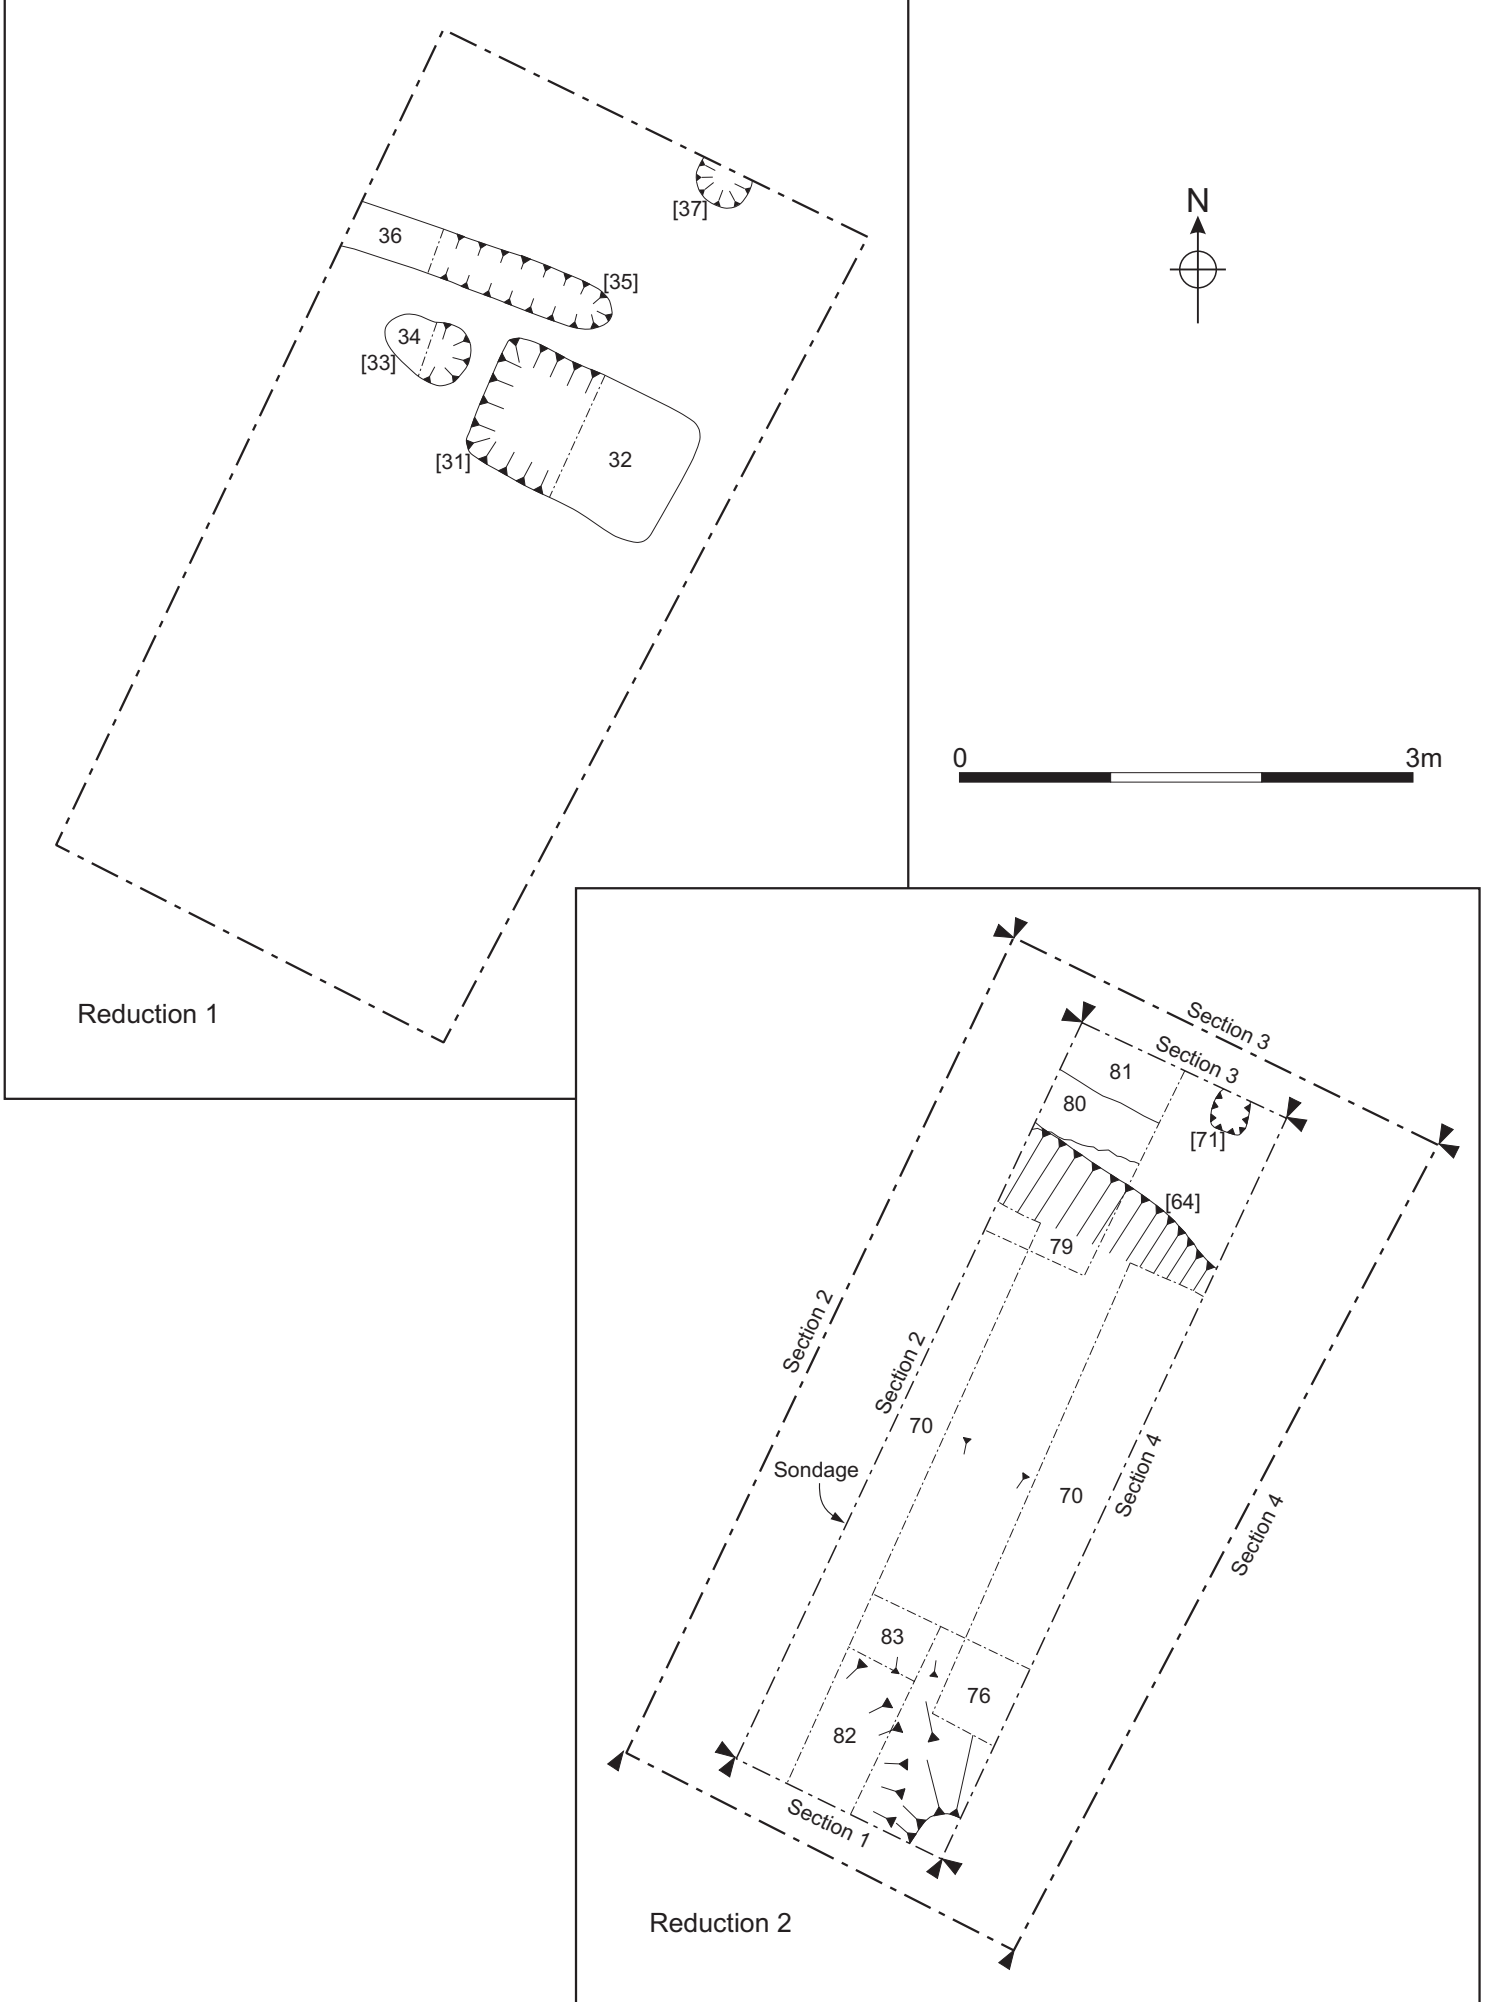 [37]
36
[35]
34
[33]
[31]
32
Reduction 1
N
0
3m
Section 3
Section 3
81
80
[71]
[64]
79
Section 2
Section 2
70
Section 4
Sondage
70
Section 4
83
76
82
Section 1
Reduction 2